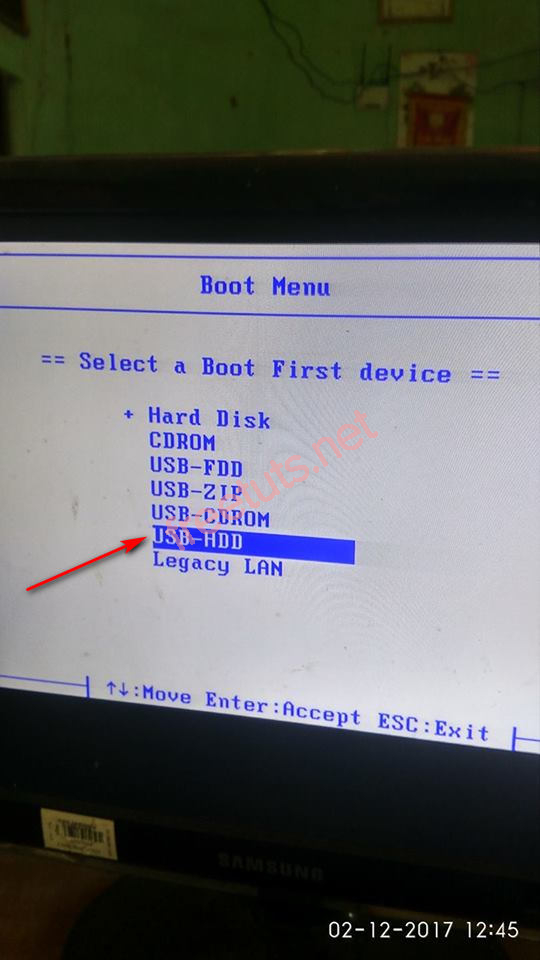 Boot Menu
== Select a Boot First device ==
+ Hard Disk
CDROM
USB-FDD
USB-ZIP
USB-CDROM
USB-HDD
Legacy LAN
freetuts.net
↑↓:Move Enter:Accept ESC:Exit
SAMSUNG
02-12-2017 12:45